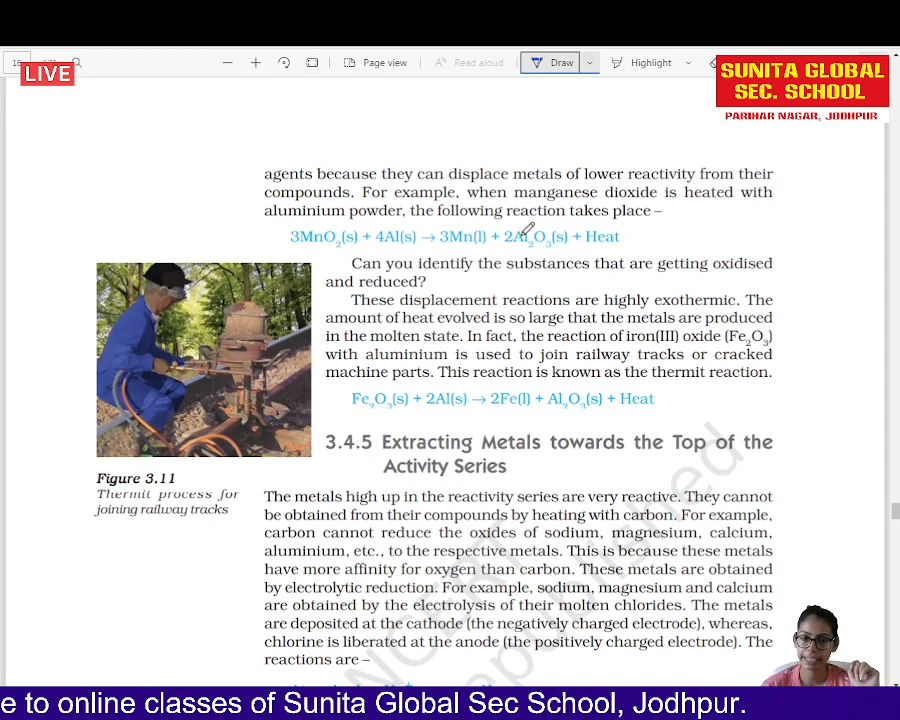 Page view
Read aloud
Draw
Highlight
LIVE
SUNITA GLOBAL
SEC. SCHOOL
PARIHAR NAGAR, JODHPUR
agents because they can displace metals of lower reactivity from their
compounds. For example, when manganese dioxide is heated with
aluminium powder, the following reaction takes place –
3MnO₂(s) + 4Al(s) → 3Mn(l) + 2Al₂O₃(s) + Heat
Can you identify the substances that are getting oxidised
and reduced?
These displacement reactions are highly exothermic. The
amount of heat evolved is so large that the metals are produced
in the molten state. In fact, the reaction of iron(III) oxide (Fe₂O₃)
with aluminium is used to join railway tracks or cracked
machine parts. This reaction is known as the thermit reaction.
Fe₂O₃(s) + 2Al(s) → 2Fe(l) + Al₂O₃(s) + Heat
3.4.5 Extracting Metals towards the Top of the
Activity Series
Figure 3.11
Thermit process for
joining railway tracks
The metals high up in the reactivity series are very reactive. They cannot
be obtained from their compounds by heating with carbon. For example,
carbon cannot reduce the oxides of sodium, magnesium, calcium,
aluminium, etc., to the respective metals. This is because these metals
have more affinity for oxygen than carbon. These metals are obtained
by electrolytic reduction. For example, sodium, magnesium and calcium
are obtained by the electrolysis of their molten chlorides. The metals
are deposited at the cathode (the negatively charged electrode), whereas,
chlorine is liberated at the anode (the positively charged electrode). The
reactions are –
e to online classes of Sunita Global Sec School, Jodhpur.